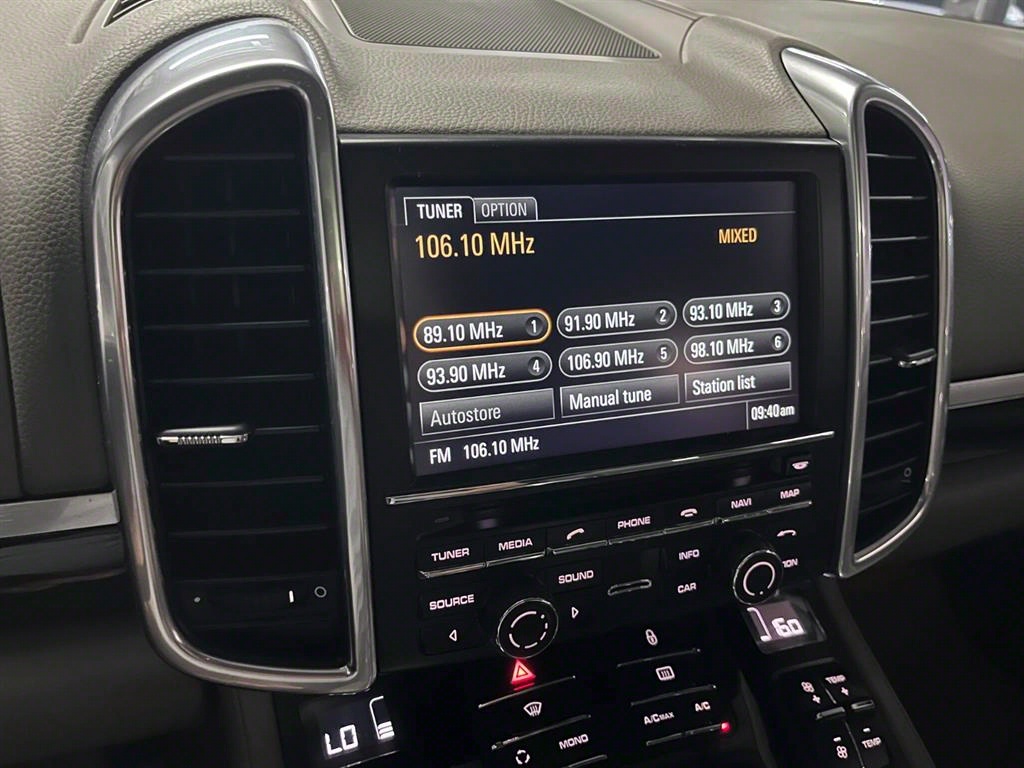 TUNER OPTION
106.10 MHz MIXED
89.10 MHz 1 91.90 MHz 2 93.10 MHz 3
93.90 MHz 4 106.90 MHz 5 98.10 MHz 6
Autostore Manual tune Station list
09:40am
FM 106.10 MHz
TUNER MEDIA PHONE NAVI MAP
SOURCE SOUND INFO
CAR
LO
60
A/C MAX A/C
MONO
TEMP
TEMP